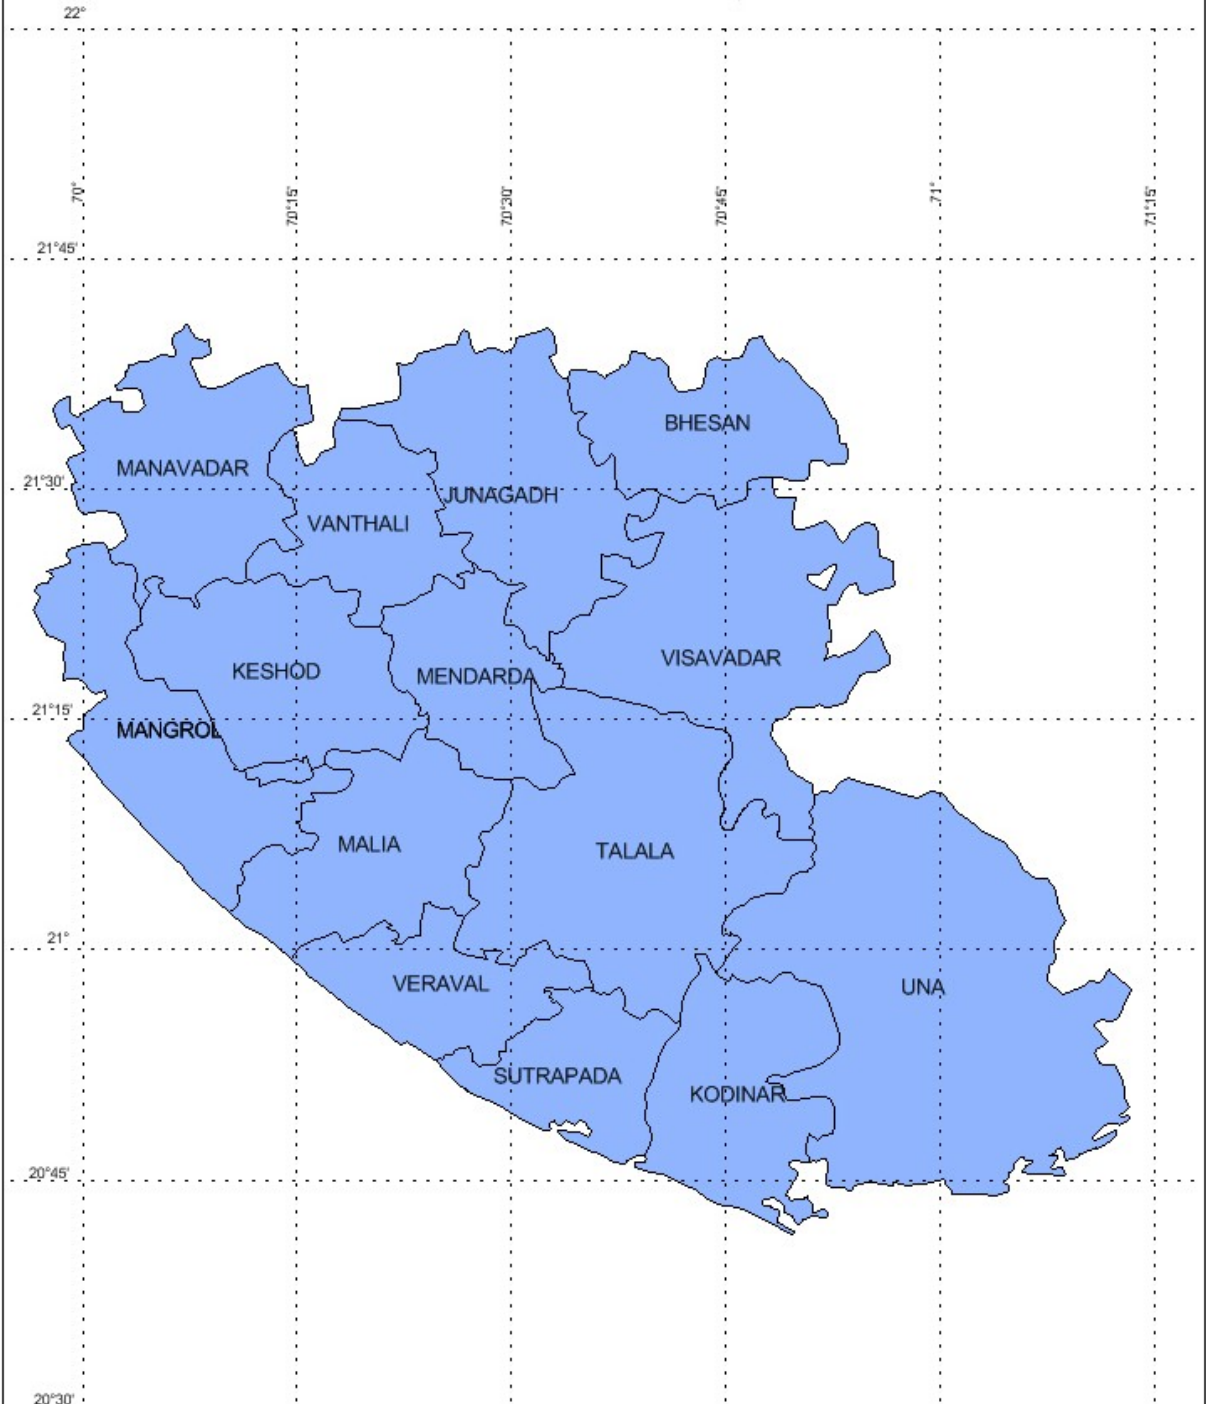 22°
70°
70°15'
70°30'
70°45'
71°
71°15'
21°45'
BHESAN
MANAVADAR
21°30'
JUNAGADH
VANTHALI
VISAVADAR
KESHOD
MENDARDA
21°15'
MANGROL
MALIA
TALALA
21°
VERAVAL
UNA
SUTRAPADA
KODINAR
20°45'
20°30'